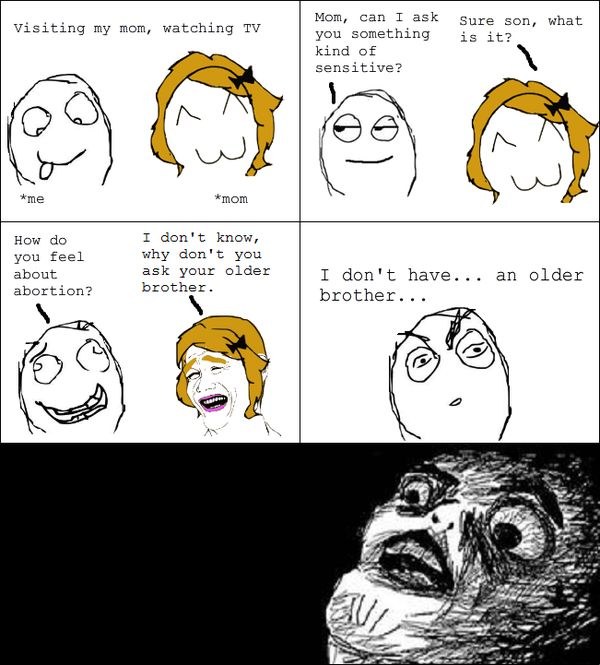 Visiting my mom, watching TV
*me
*mom
Mom, can I ask
you something
kind of
sensitive?
Sure son, what
is it?
How do
you feel
about
abortion?
I don't know,
why don't you
ask your older
brother.
I don't have... an older
brother...